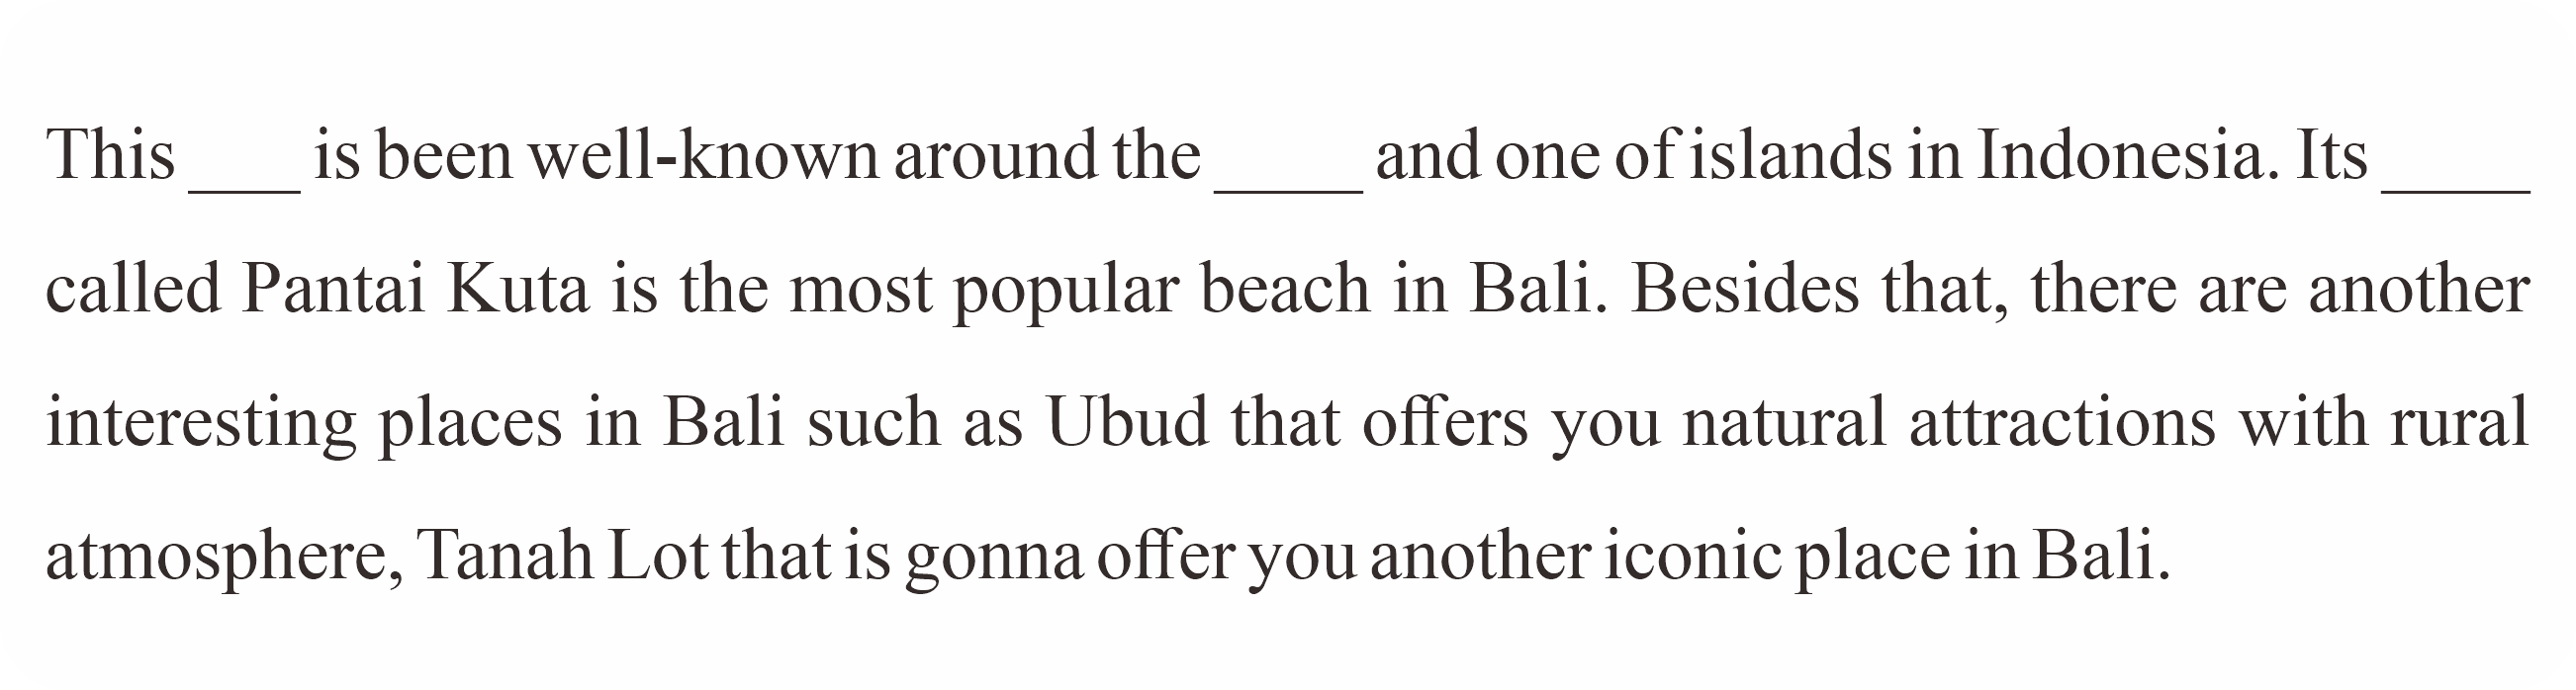 This ___ is been well-known around the ____ and one of islands in Indonesia. Its ____
called Pantai Kuta is the most popular beach in Bali. Besides that, there are another
interesting places in Bali such as Ubud that offers you natural attractions with rural
atmosphere, Tanah Lot that is gonna offer you another iconic place in Bali.